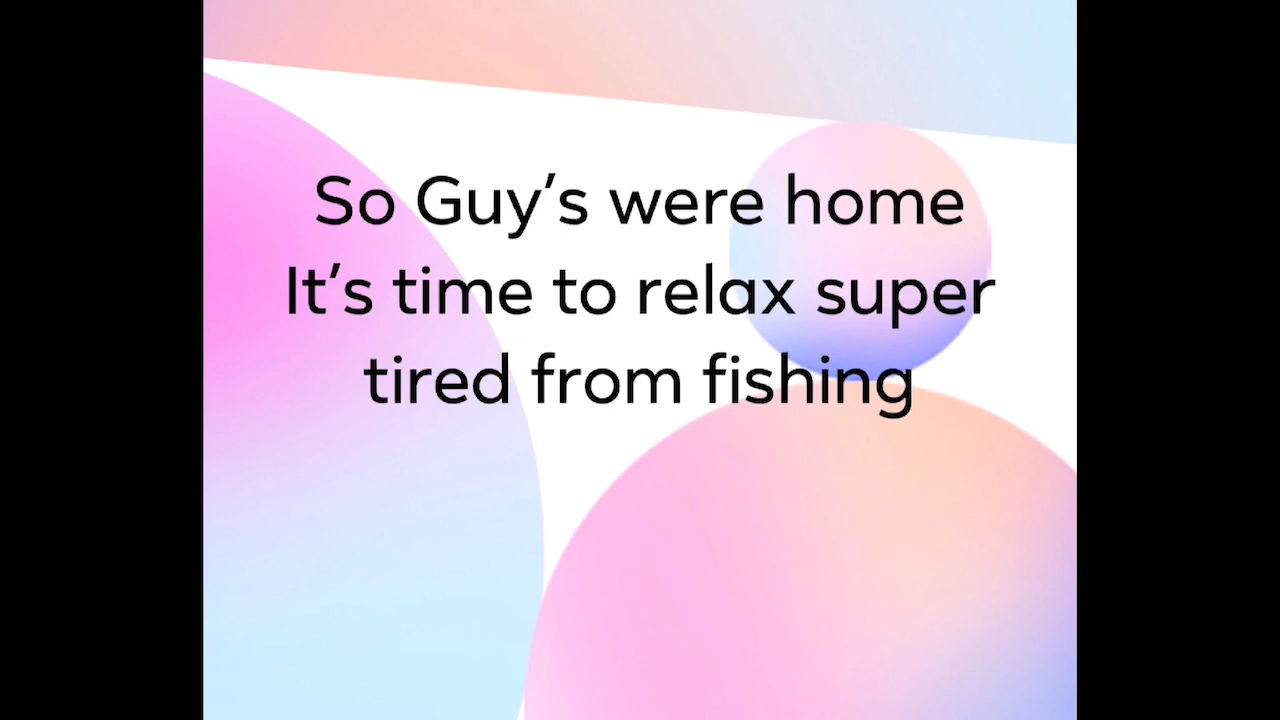 So Guy’s were home
It’s time to relax super
tired from fishing